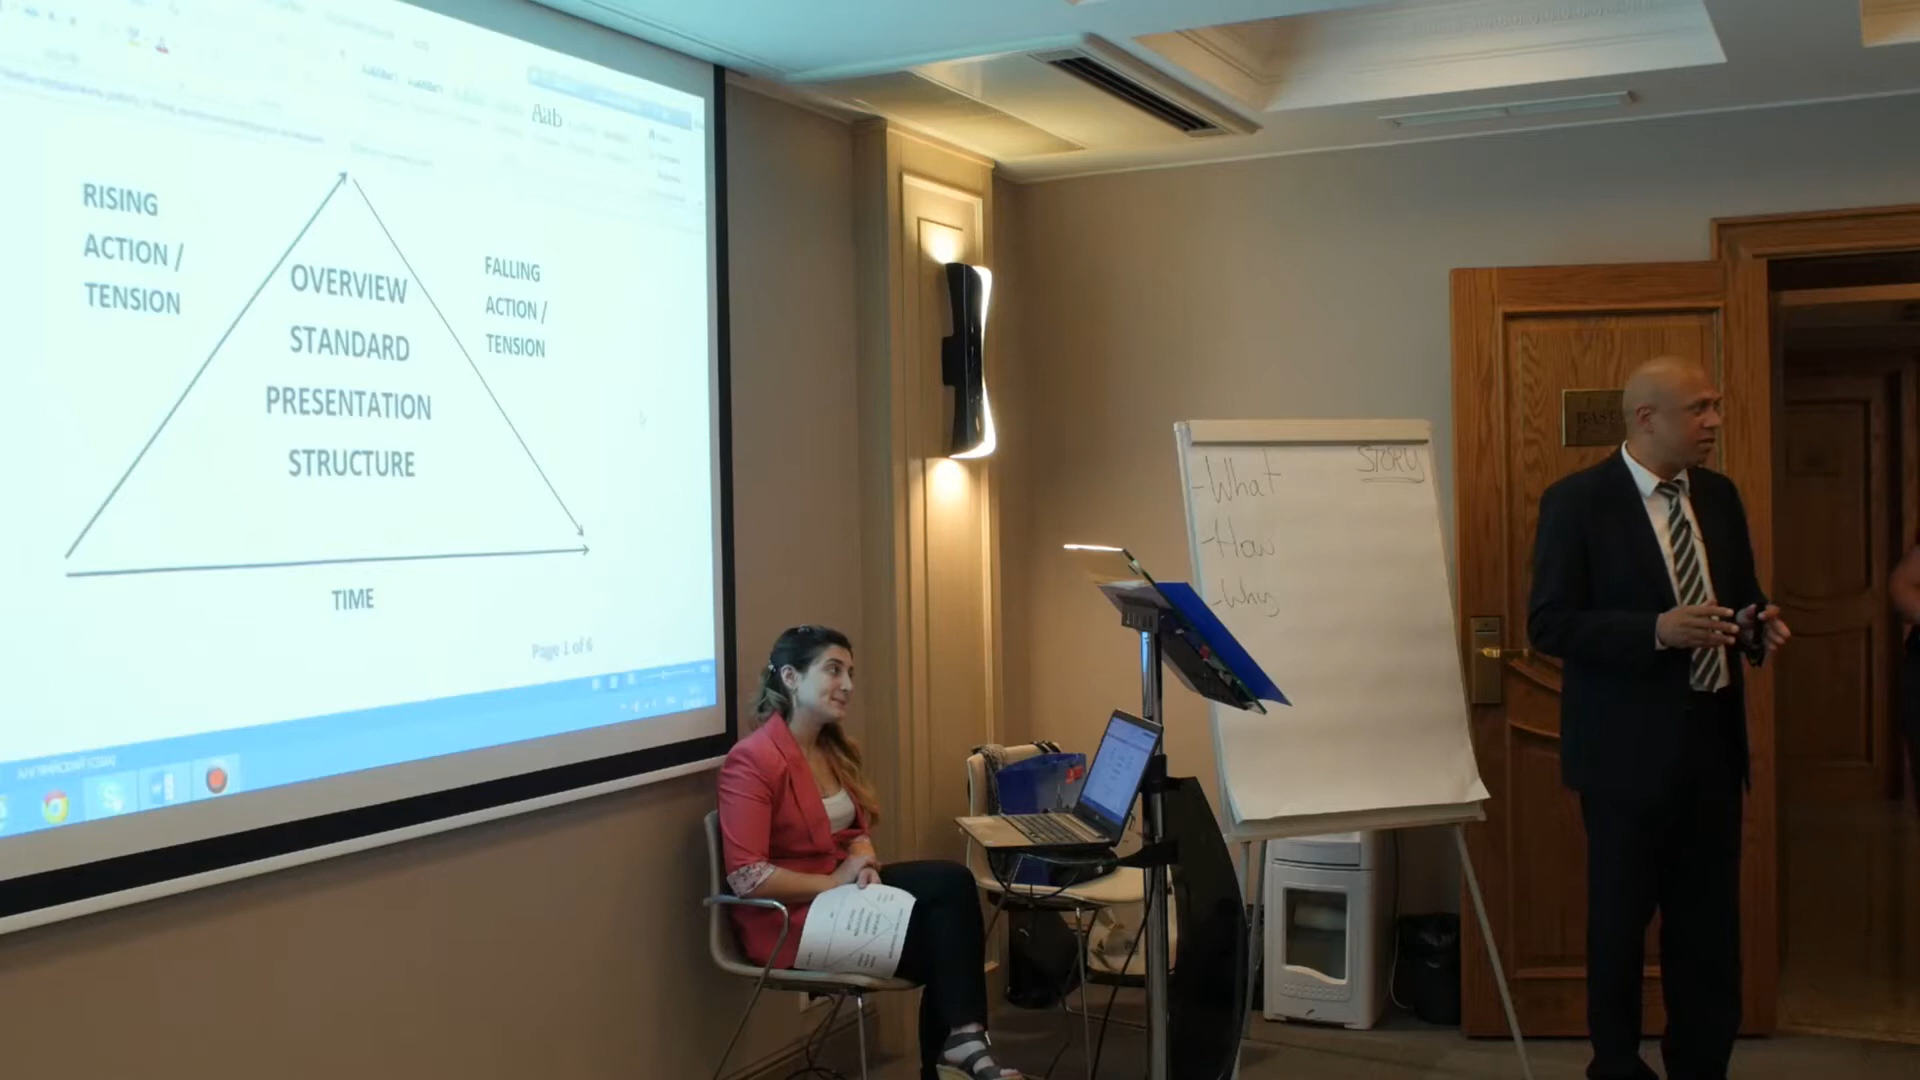 Aab
RISING
ACTION /
TENSION
OVERVIEW
STANDARD
PRESENTATION
STRUCTURE
FALLING
ACTION /
TENSION
TIME
Page 1 of 6
STORY
-What
-How
-Why